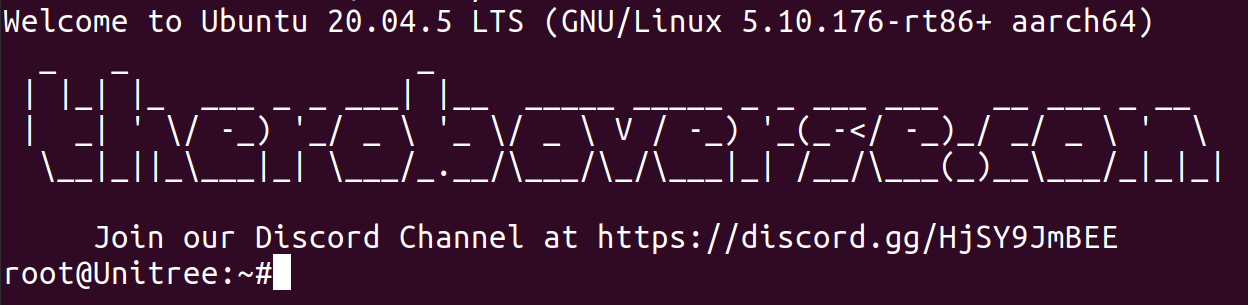 Welcome to Ubuntu 20.04.5 LTS (GNU/Linux 5.10.176-rt86+ aarch64)
theroboverse.com
Join our Discord Channel at https://discord.gg/HjSY9JmBEE
root@Unitree:~#